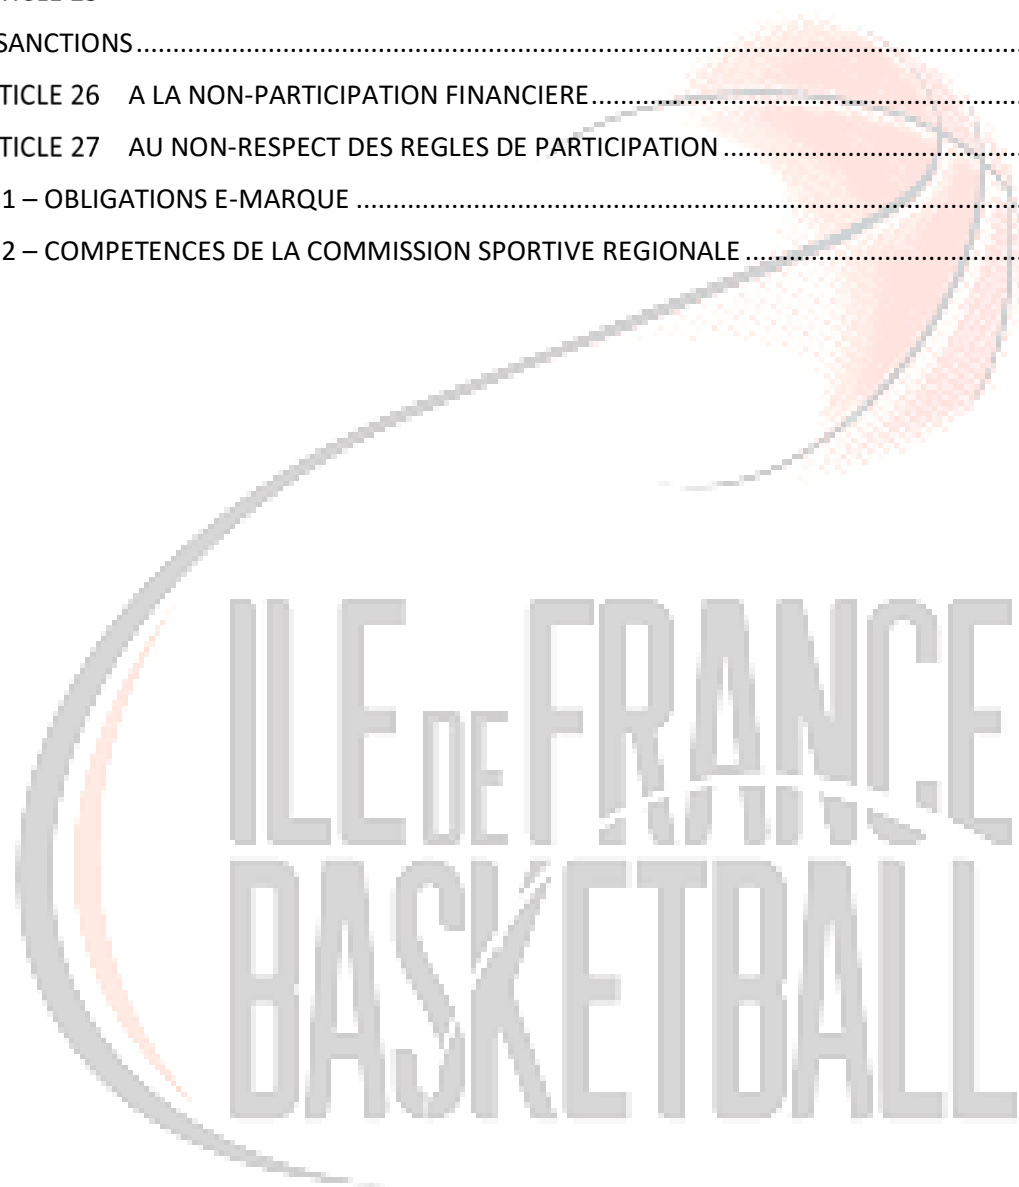 SANCTIONS
TICLE 26 A LA NON-PARTICIPATION FINANCIERE
TICLE 27 AU NON-RESPECT DES REGLES DE PARTICIPATION
1 – OBLIGATIONS E-MARQUE
2 – COMPETENCES DE LA COMMISSION SPORTIVE REGIONALE
ILE DE FRANCE
BASKETBALL